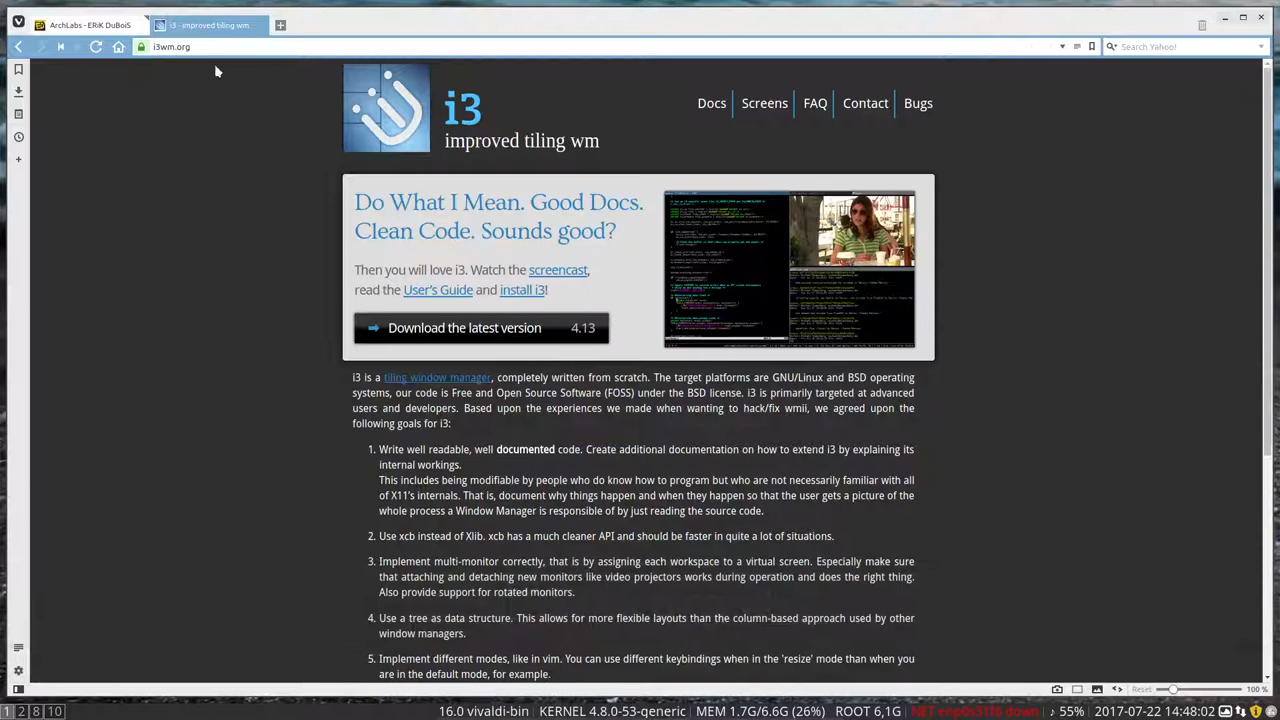 ArchLabs - ERiK DuBoiS
i3 - improved tiling wm
i3wm.org
Search Yahoo!
i3
improved tiling wm
Docs
Screens
FAQ
Contact
Bugs
Do What I Mean. Good Docs.
Clean Code. Sounds good?
Then you will love i3. Watch the screencast,
read the User's Guide and install i3!
Download the latest version 4.13
i3 is a tiling window manager, completely written from scratch. The target platforms are GNU/Linux and BSD operating
systems, our code is Free and Open Source Software (FOSS) under the BSD license. i3 is primarily targeted at advanced
users and developers. Based upon the experiences we made when wanting to hack/fix wmii, we agreed upon the
following goals for i3:
1. Write well readable, well documented code. Create additional documentation on how to extend i3 by explaining its
internal workings.
This includes being modifiable by people who do know how to program but who are not necessarily familiar with all
of X11's internals. That is, document why things happen and when they happen so that the user gets a picture of the
whole process a Window Manager is responsible of by just reading the source code.
2. Use xcb instead of Xlib. xcb has a much cleaner API and should be faster in quite a lot of situations.
3. Implement multi-monitor correctly, that is by assigning each workspace to a virtual screen. Especially make sure
that attaching and detaching new monitors like video projectors works during operation and does the right thing.
Also provide support for rotated monitors.
4. Use a tree as data structure. This allows for more flexible layouts than the column-based approach used by other
window managers.
5. Implement different modes, like in vim. You can use different keybindings when in the 'resize' mode than when you
are in the default mode, for example.
Reset
100 %
1 2 8 10
16.0 vivaldi-bin
KERNEL 4.8.0-53-generic
MEM 1.7G/6.6G (26%)
ROOT 6,1G
NET enp0s31f6 down
♪ 55%
2017-07-22 14:48:02